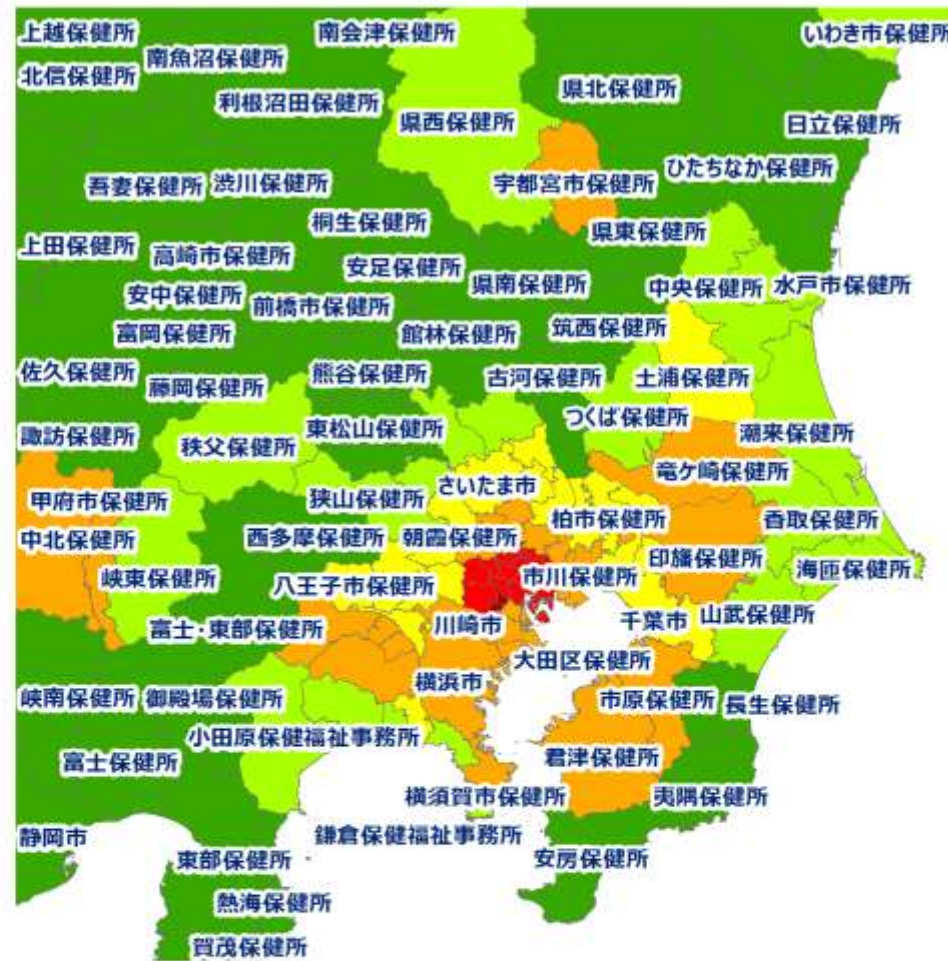 上越保健所
南会津保健所
いわき市保健所
南魚沼保健所
北信保健所
県北保健所
利根沼田保健所
県西保健所
日立保健所
ひたちなか保健所
吾妻保健所
渋川保健所
宇都宮市保健所
桐生保健所
県東保健所
上田保健所
高崎市保健所
安足保健所
県南保健所
中央保健所
水戸市保健所
安中保健所
前橋市保健所
富岡保健所
館林保健所
筑西保健所
佐久保健所
藤岡保健所
熊谷保健所
古河保健所
土浦保健所
諏訪保健所
秩父保健所
東松山保健所
つくば保健所
潮来保健所
甲府市保健所
狭山保健所
さいたま市
竜ケ崎保健所
中北保健所
西多摩保健所
朝霞保健所
柏市保健所
香取保健所
峡東保健所
八王子市保健所
市川保健所
印旛保健所
海匝保健所
富士・東部保健所
川崎市
千葉市
山武保健所
大田区保健所
峡南保健所
御殿場保健所
横浜市
市原保健所
長生保健所
小田原保健福祉事務所
富士保健所
君津保健所
横須賀市保健所
夷隅保健所
静岡市
鎌倉保健福祉事務所
東部保健所
安房保健所
熱海保健所
賀茂保健所